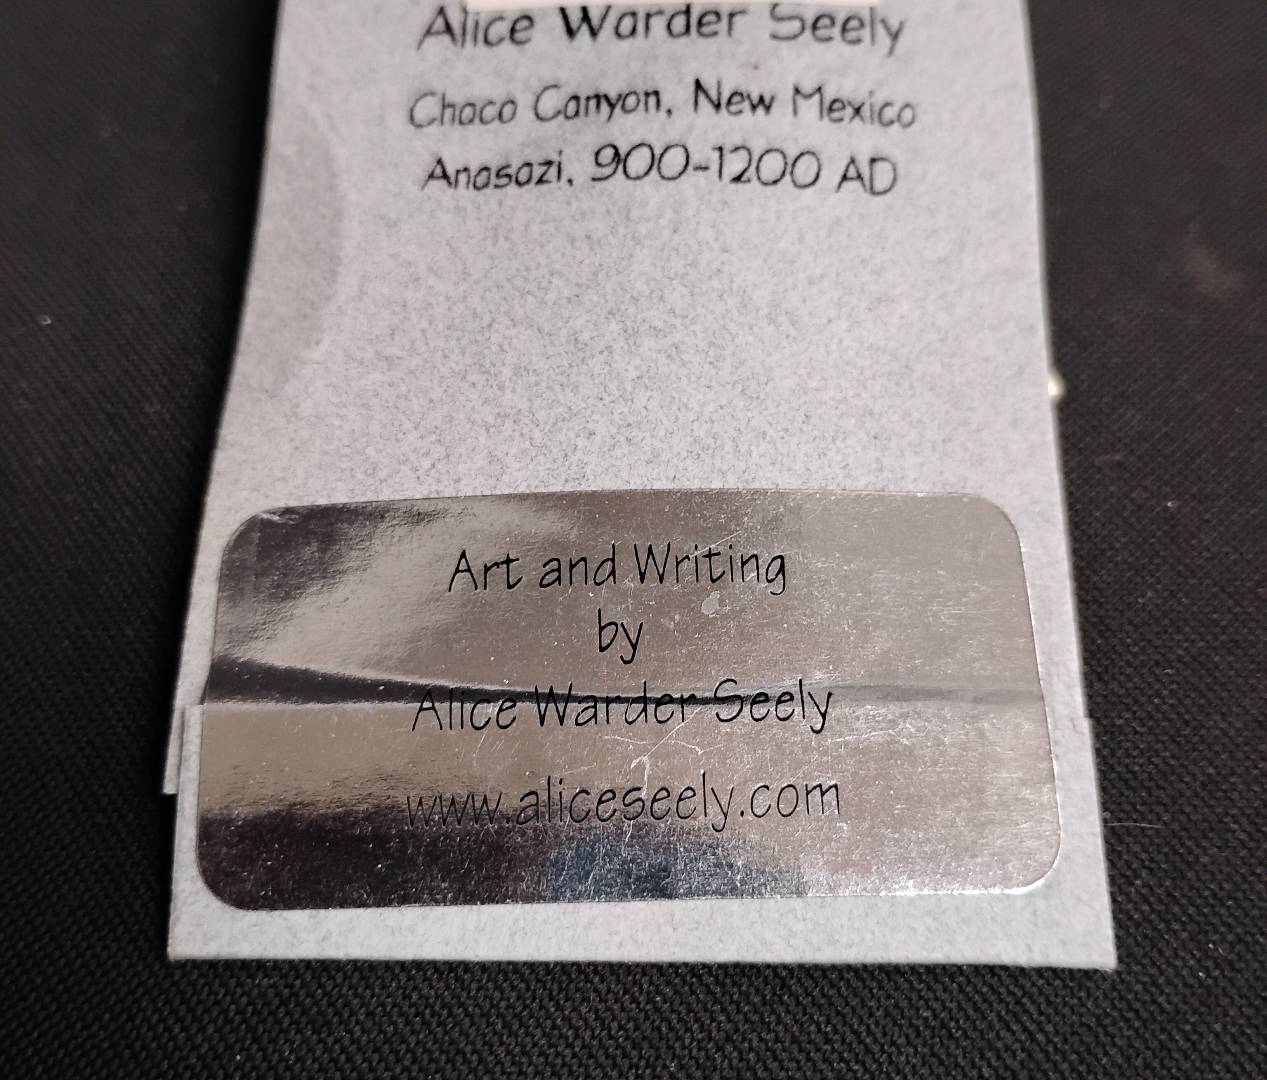 Alice Warder Seely
Chaco Canyon, New Mexico
Anasazi, 900-1200 AD
Art and Writing
by
Alice Warder Seely
www.aliceseely.com